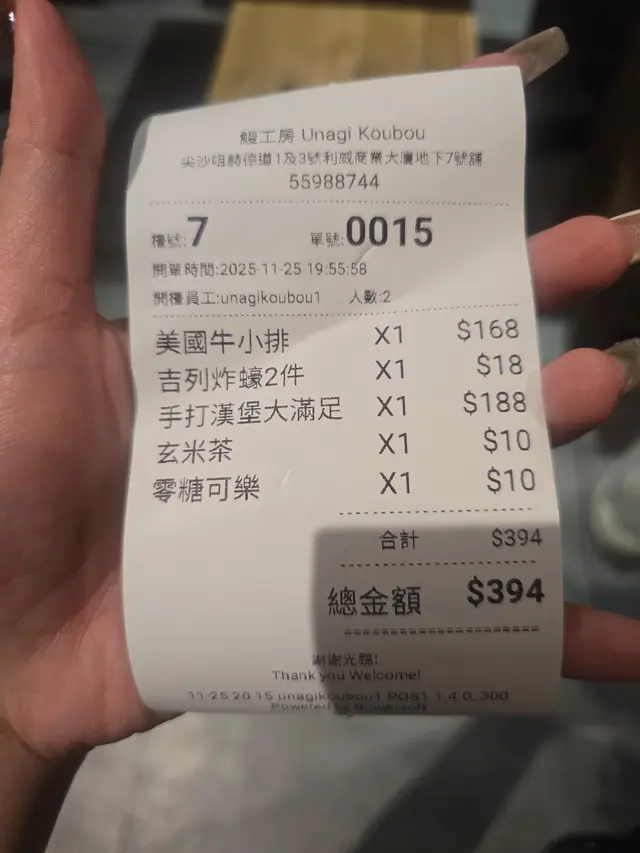 鰻工房 Unagi Koubou
尖沙咀赫德道1及3號利威商業大廈地下7號舖
55988744
檯號:7 單號:0015
開單時間:2025-11-25 19:55:58
開檯員工:unagikoubou1 人數:2
美國牛小排 X1 $168
吉列炸蠔2件 X1 $18
手打漢堡大滿足 X1 $188
玄米茶 X1 $10
零糖可樂 X1 $10
合計 $394
總金額 $394
謝謝光臨!
Thank you Welcome!
11-25 20:15 unagikoubou1 POS1 1.4.0_300
Powered by